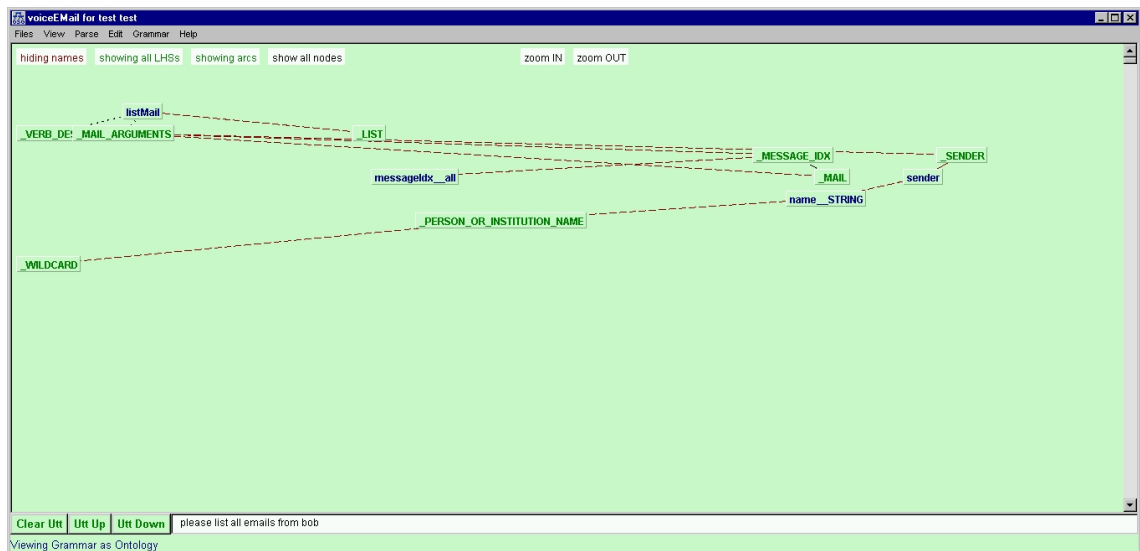 voiceEMail for test test
Files View Parse Edit Grammar Help
hiding names showing all LHSs showing arcs show all nodes zoom IN zoom OUT
listMail
_VERB_DES _MAIL_ARGUMENTS _LIST
_MESSAGE_IDX _SENDER
messageIdx__all _MAIL sender
name__STRING
_PERSON_OR_INSTITUTION_NAME
_WILDCARD
Clear Utt Utt Up Utt Down please list all emails from bob
Viewing Grammar as Ontology